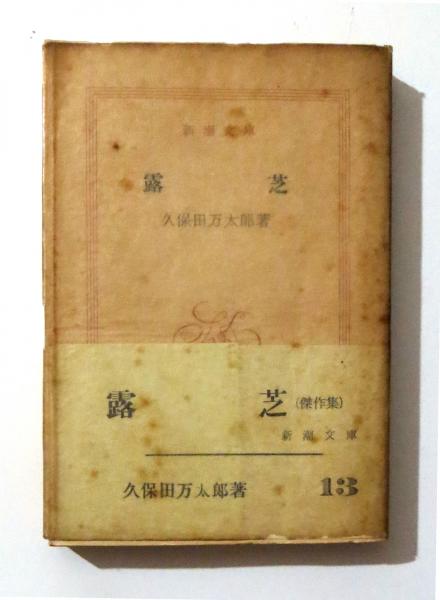 新潮文庫
露 芝
久保田万太郎著
露 芝 (傑作集)
新潮文庫
久保田万太郎著 13